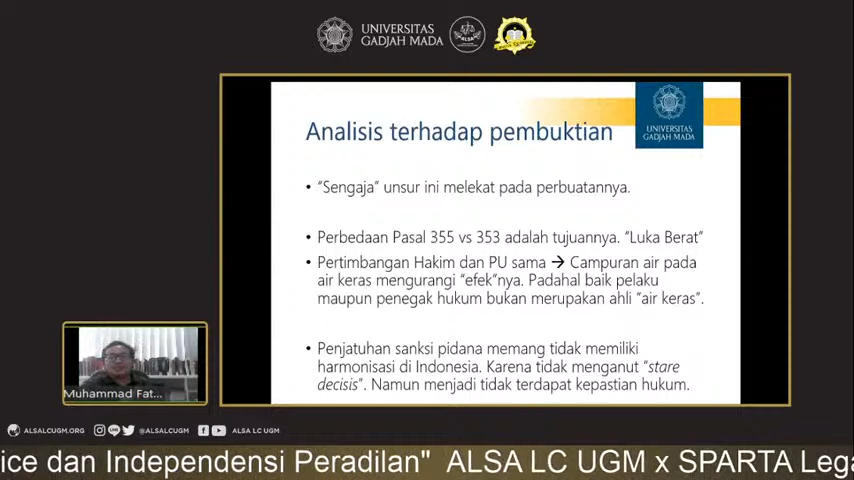 UNIVERSITAS
GADJAH MADA
ALSA
UNIVERSITAS
GADJAH MADA
Analisis terhadap pembuktian
• "Sengaja" unsur ini melekat pada perbuatannya.
• Perbedaan Pasal 355 vs 353 adalah tujuannya. "Luka Berat"
• Pertimbangan Hakim dan PU sama → Campuran air pada
air keras mengurangi "efek"nya. Padahal baik pelaku
maupun penegak hukum bukan merupakan ahli "air keras".
• Penjatuhan sanksi pidana memang tidak memiliki
harmonisasi di Indonesia. Karena tidak menganut "stare
decisis". Namun menjadi tidak terdapat kepastian hukum.
Muhammad Fat...
ALSALCUGM.ORG @ALSALCUGM ALSA LC UGM
ice dan Independensi Peradilan" ALSA LC UGM x SPARTA Lega